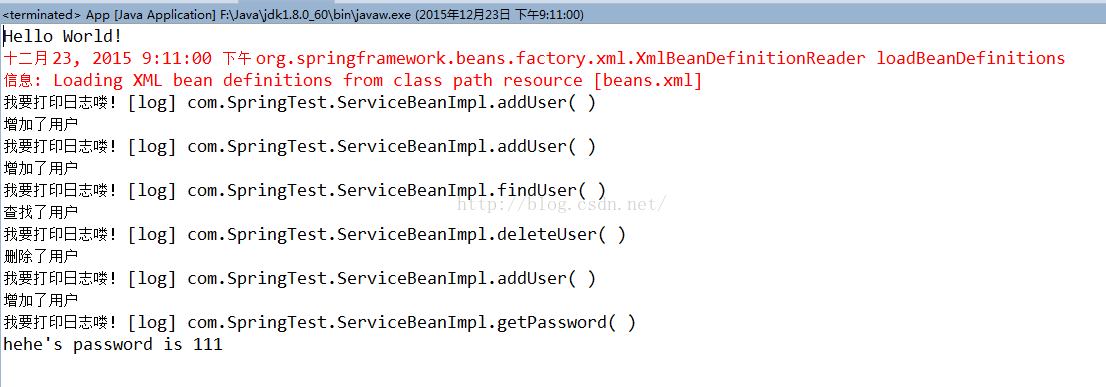 <terminated> App [Java Application] F:\Java\jdk1.8.0_60\bin\javaw.exe (2015年12月23日 下午9:11:00)
Hello World!
十二月 23, 2015 9:11:00 下午 org.springframework.beans.factory.xml.XmlBeanDefinitionReader loadBeanDefinitions
信息: Loading XML bean definitions from class path resource [beans.xml]
我要打印日志喽! [log] com.SpringTest.ServiceBeanImpl.addUser( )
增加了用户
我要打印日志喽! [log] com.SpringTest.ServiceBeanImpl.addUser( )
增加了用户
我要打印日志喽! [log] com.SpringTest.ServiceBeanImpl.findUser( )
http://blog.csdn.net/
查找了用户
我要打印日志喽! [log] com.SpringTest.ServiceBeanImpl.deleteUser( )
删除了用户
我要打印日志喽! [log] com.SpringTest.ServiceBeanImpl.addUser( )
增加了用户
我要打印日志喽! [log] com.SpringTest.ServiceBeanImpl.getPassword( )
hehe's password is 111